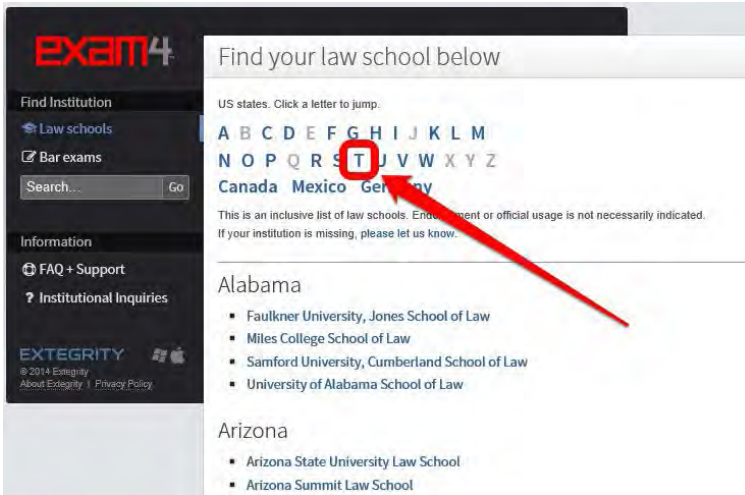 exam4
Find Institution
Law schools
Bar exams
Search...
Go
Information
FAQ + Support
? Institutional Inquiries
EXTEGRITY
© 2014 Extegrity
About Extegrity | Privacy Policy
Find your law school below
US states. Click a letter to jump.
A B C D E F G H I J K L M
N O P Q R S T U V W X Y Z
Canada Mexico Germany
This is an inclusive list of law schools. Endorsement or official usage is not necessarily indicated.
If your institution is missing, please let us know.
Alabama
Faulkner University, Jones School of Law
Miles College School of Law
Samford University, Cumberland School of Law
University of Alabama School of Law
Arizona
Arizona State University Law School
Arizona Summit Law School